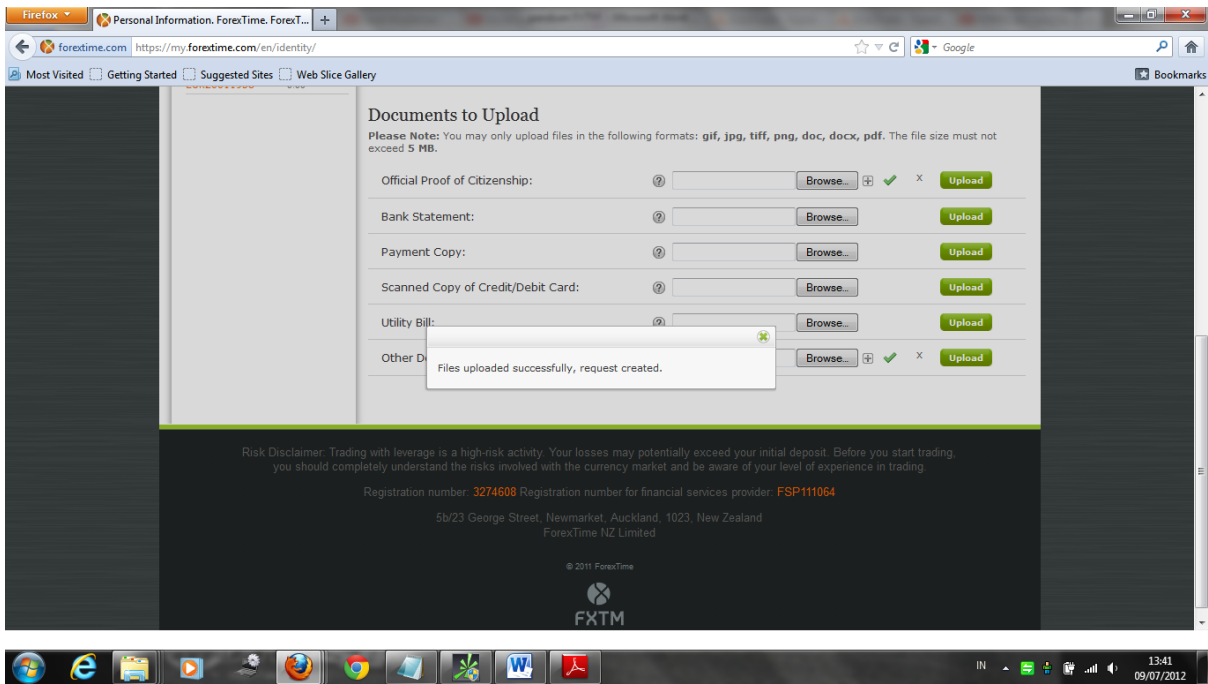 Firefox
Personal Information. ForexTime. ForexT...
forextime.com https://my.forextime.com/en/identity/
Google
Most Visited Getting Started Suggested Sites Web Slice Gallery
Bookmarks
Documents to Upload
Please Note: You may only upload files in the following formats: gif, jpg, tiff, png, doc, docx, pdf. The file size must not
exceed 5 MB.
Official Proof of Citizenship: ? Browse... x Upload
Bank Statement: ? Browse... Upload
Payment Copy: ? Browse... Upload
Scanned Copy of Credit/Debit Card: ? Browse... Upload
Utility Bill: ? Browse... Upload
Other D Browse... x Upload
Files uploaded successfully, request created.
Risk Disclaimer: Trading with leverage is a high-risk activity. Your losses may potentially exceed your initial deposit. Before you start trading,
you should completely understand the risks involved with the currency market and be aware of your level of experience in trading.
Registration number: 3274608 Registration number for financial services provider: FSP111064
5b/23 George Street, Newmarket, Auckland, 1023, New Zealand
ForexTime NZ Limited
© 2011 ForexTime
FXTM
IN
13:41
09/07/2012